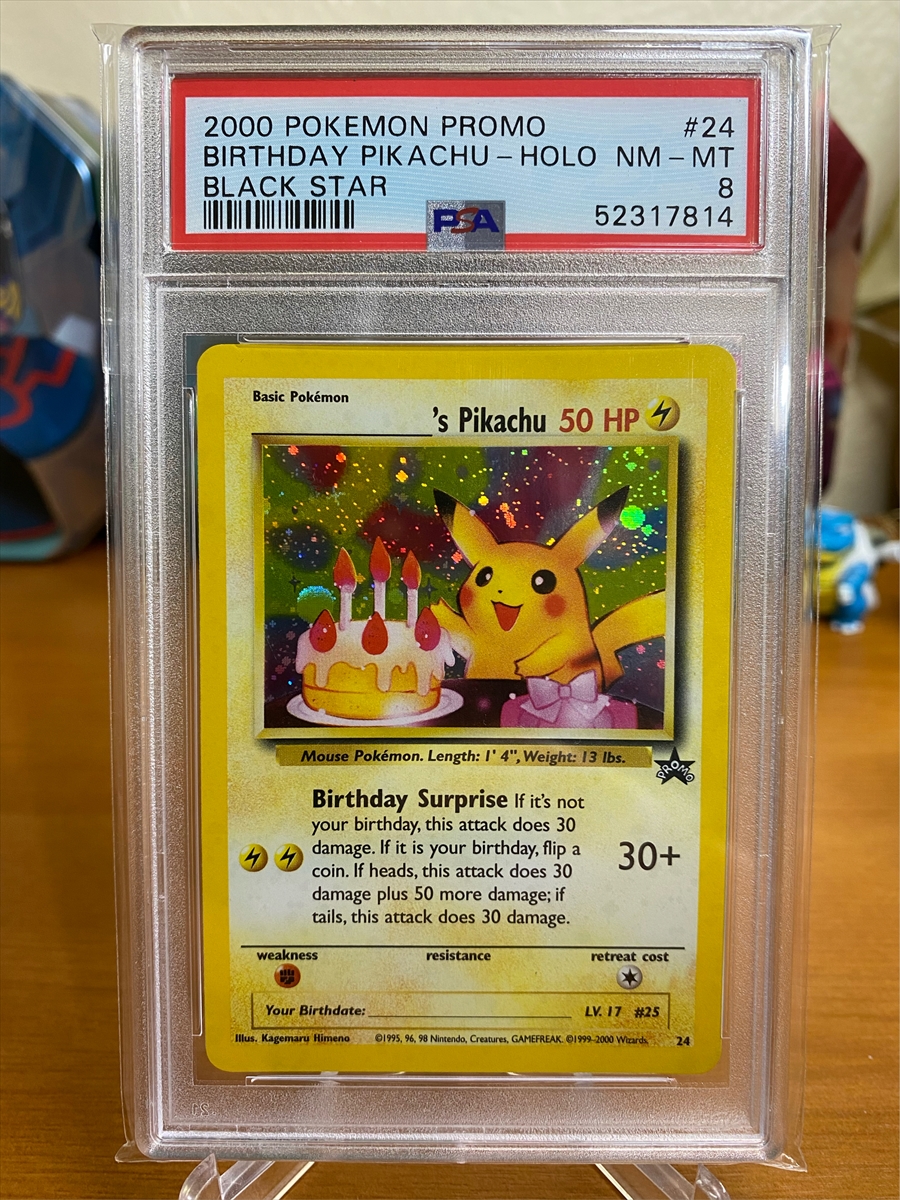 2000 POKEMON PROMO #24
BIRTHDAY PIKACHU - HOLO NM - MT
BLACK STAR 8
PSA 52317814
Basic Pokémon
________'s Pikachu 50 HP
Mouse Pokémon. Length: 1' 4", Weight: 13 lbs.
PROMO
Birthday Surprise If it's not
your birthday, this attack does 30
damage. If it is your birthday, flip a
coin. If heads, this attack does 30
damage plus 50 more damage; if
tails, this attack does 30 damage.
30+
weakness resistance retreat cost
Your Birthdate: ________ LV. 17 #25
Illus. Kagemaru Himeno ©1995, 96, 98 Nintendo, Creatures, GAMEFREAK. ©1999-2000 Wizards. 24